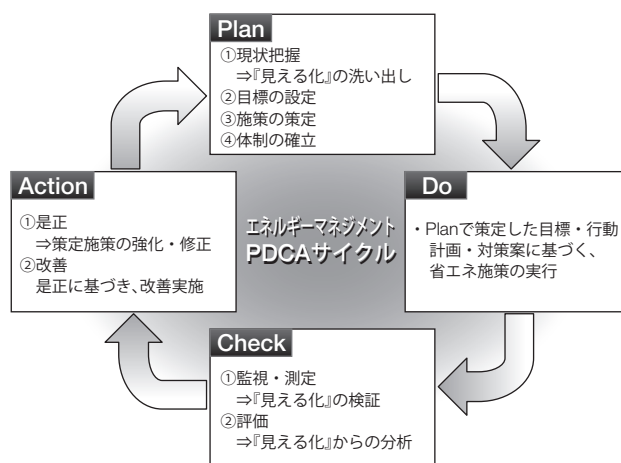 Plan
①現状把握
⇒『見える化』の洗い出し
②目標の設定
③施策の策定
④体制の確立
Action
①是正
⇒策定施策の強化・修正
②改善
是正に基づき、改善実施
エネルギーマネジメント
PDCAサイクル
Do
・Planで策定した目標・行動
計画・対策案に基づく、
省エネ施策の実行
Check
①監視・測定
⇒『見える化』の検証
②評価
⇒『見える化』からの分析